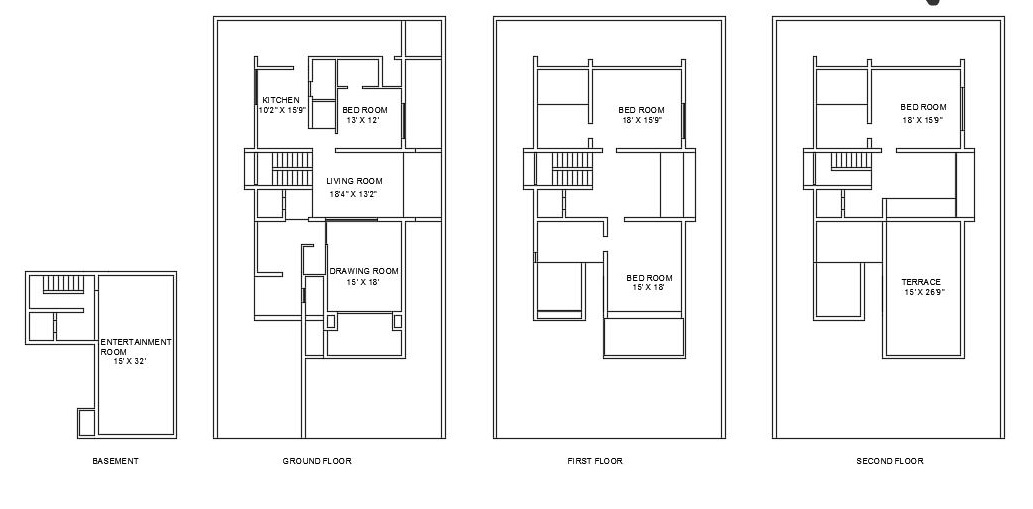 KITCHEN
10'2" X 15'9"
BED ROOM
13' X 12'
LIVING ROOM
18'4" X 13'2"
DRAWING ROOM
15' X 18'
BED ROOM
18' X 15'9"
BED ROOM
15' X 18'
BED ROOM
18' X 15'9"
TERRACE
15' X 26'9"
ENTERTAINMENT
ROOM
15' X 32'
BASEMENT
GROUND FLOOR
FIRST FLOOR
SECOND FLOOR